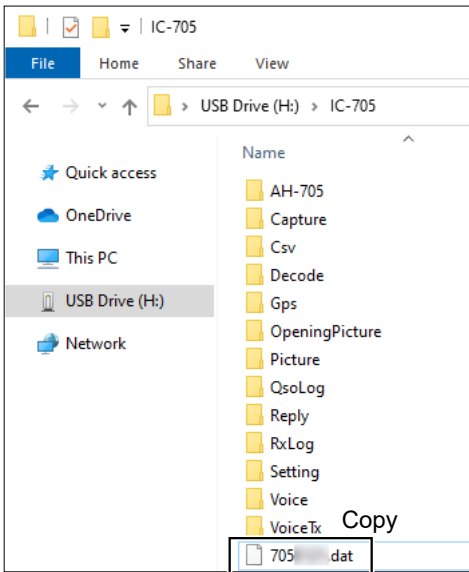 IC-705
File Home Share View
USB Drive (H:) IC-705
Name
Quick access
OneDrive
This PC
USB Drive (H:)
Network
AH-705
Capture
Csv
Decode
Gps
OpeningPicture
Picture
QsoLog
Reply
RxLog
Setting
Voice
VoiceTx
Copy
705 .dat